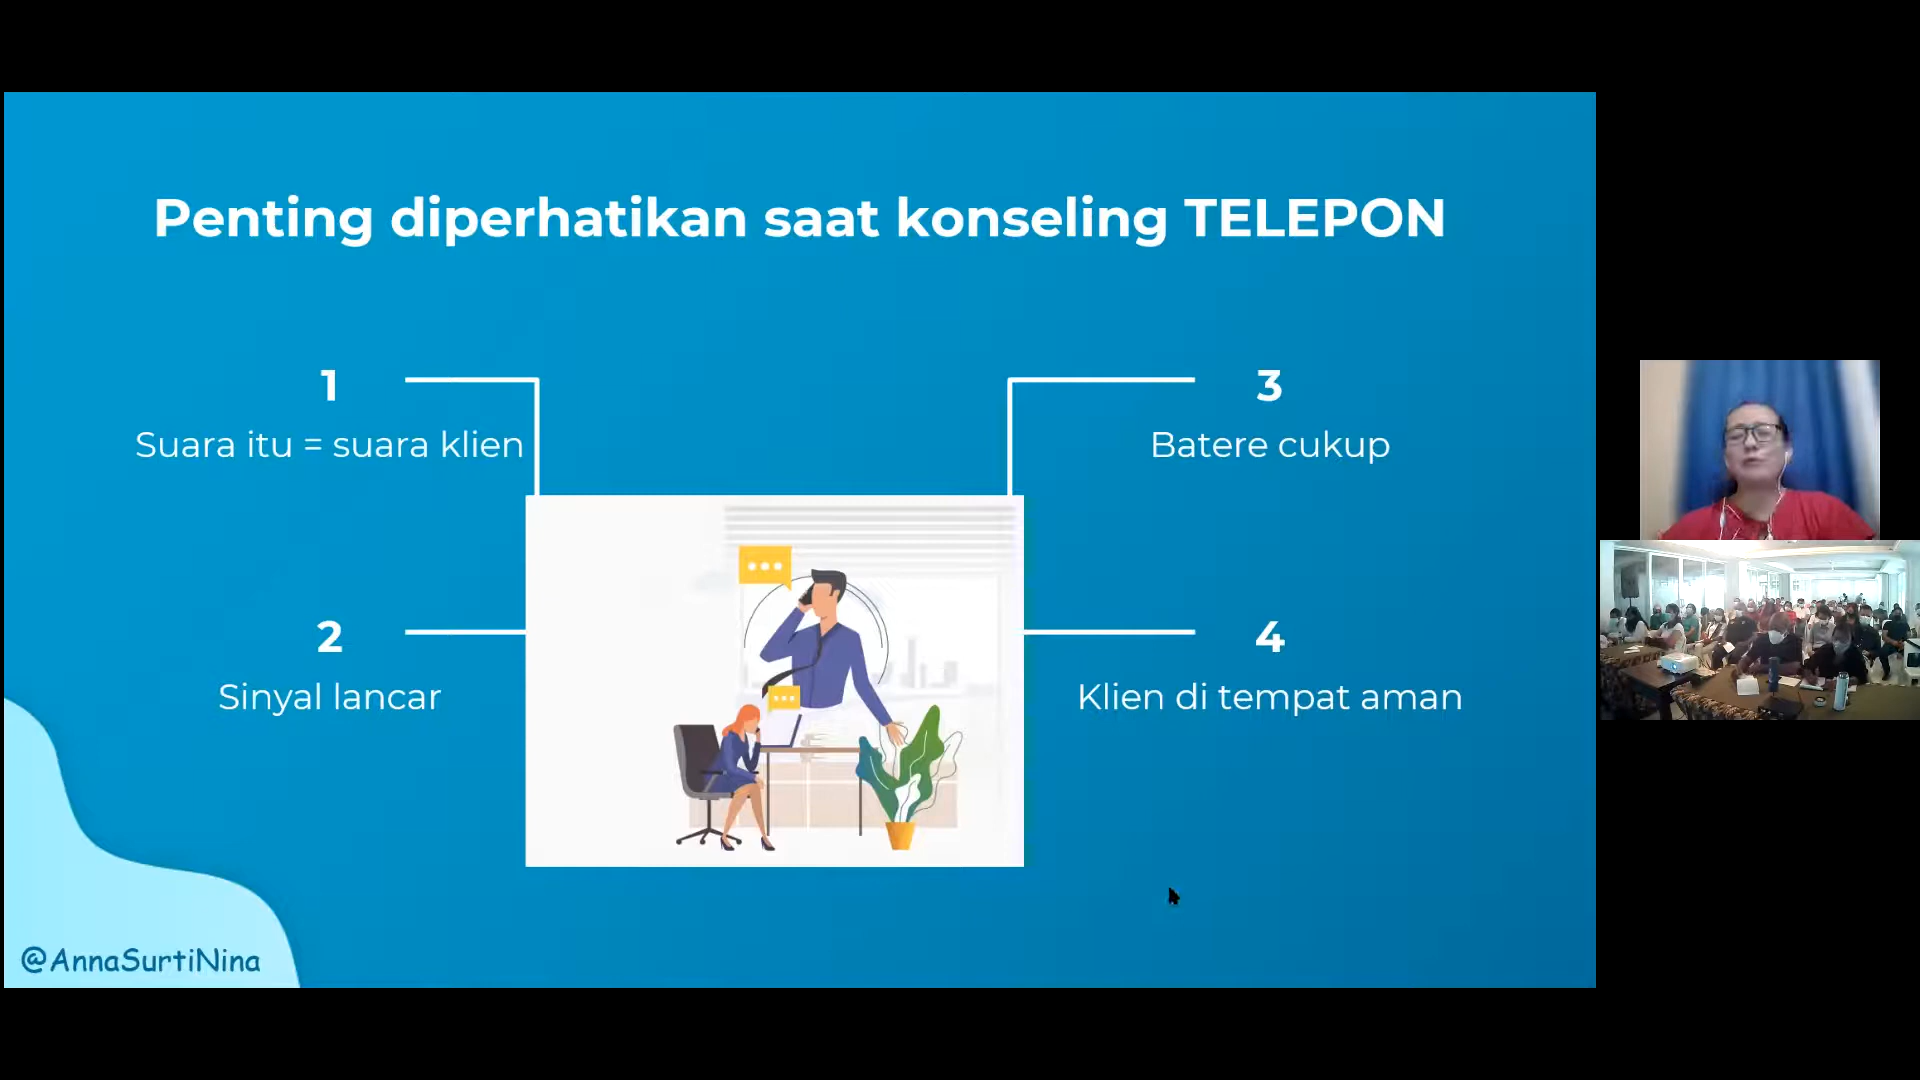 Penting diperhatikan saat konseling TELEPON
1
Suara itu = suara klien
2
Sinyal lancar
3
Batere cukup
4
Klien di tempat aman
@AnnaSurtiNina